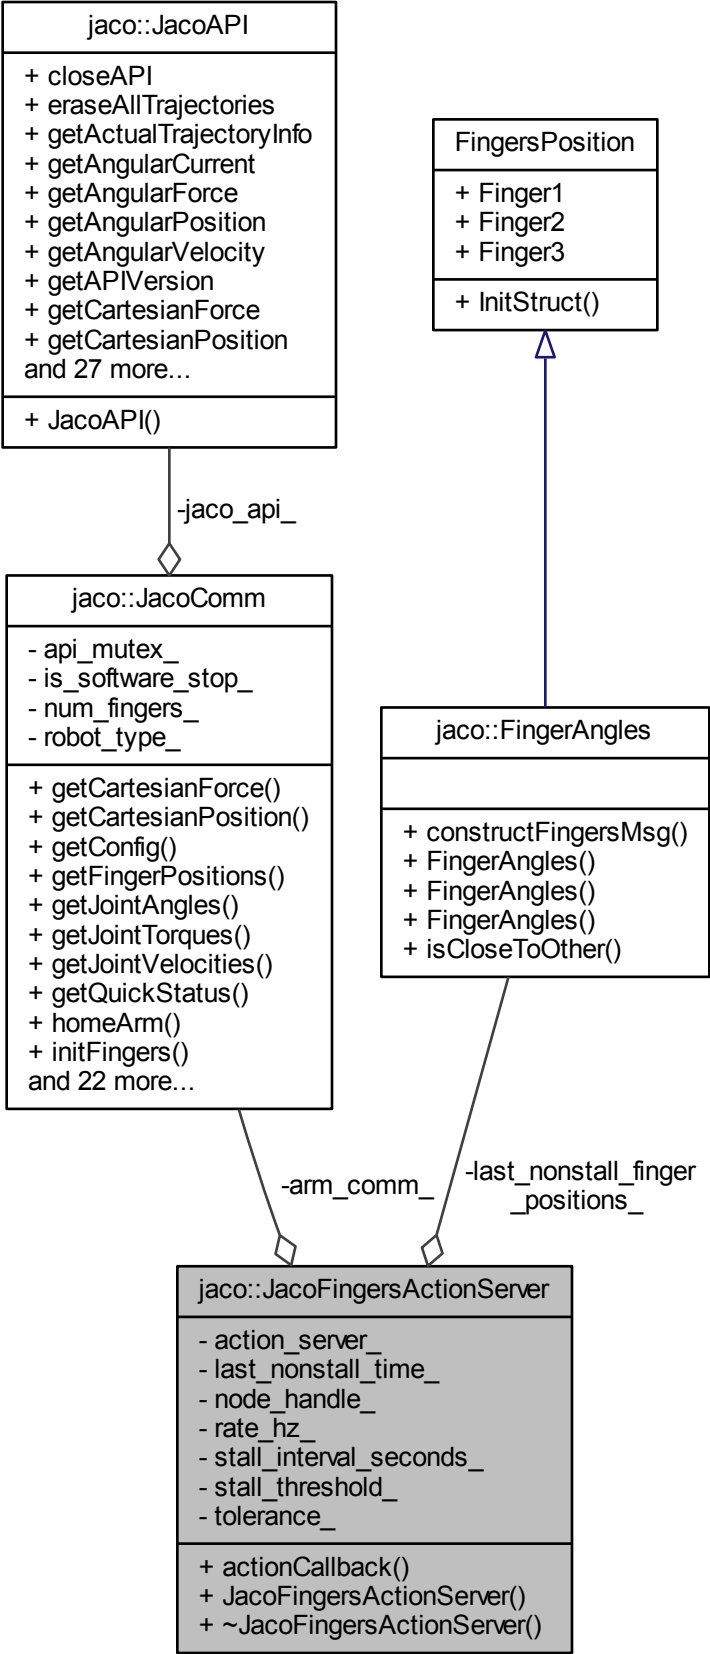 jaco::JacoAPI
+ closeAPI
+ eraseAllTrajectories
+ getActualTrajectoryInfo
+ getAngularCurrent
+ getAngularForce
+ getAngularPosition
+ getAngularVelocity
+ getAPIVersion
+ getCartesianForce
+ getCartesianPosition
and 27 more...
+ JacoAPI()
FingersPosition
+ Finger1
+ Finger2
+ Finger3
+ InitStruct()
-jaco_api_
jaco::JacoComm
- api_mutex_
- is_software_stop_
- num_fingers_
- robot_type_
+ getCartesianForce()
+ getCartesianPosition()
+ getConfig()
+ getFingerPositions()
+ getJointAngles()
+ getJointTorques()
+ getJointVelocities()
+ getQuickStatus()
+ homeArm()
+ initFingers()
and 22 more...
jaco::FingerAngles
+ constructFingersMsg()
+ FingerAngles()
+ FingerAngles()
+ FingerAngles()
+ isCloseToOther()
-arm_comm_
-last_nonstall_finger
_positions_
jaco::JacoFingersActionServer
- action_server_
- last_nonstall_time_
- node_handle_
- rate_hz_
- stall_interval_seconds_
- stall_threshold_
- tolerance_
+ actionCallback()
+ JacoFingersActionServer()
+ ~JacoFingersActionServer()